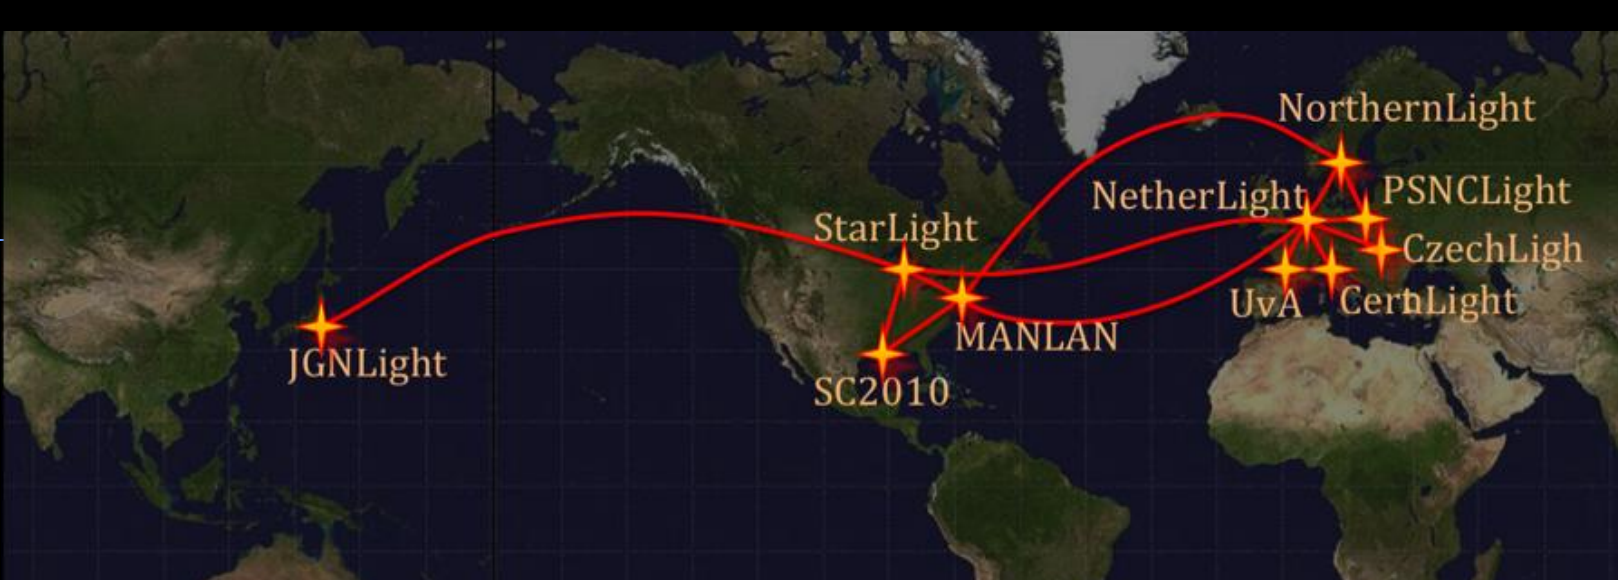 NorthernLight
NetherLight
PSNCLight
StarLight
CzechLigh
UvA
CernLight
MANLAN
JGNLight
SC2010